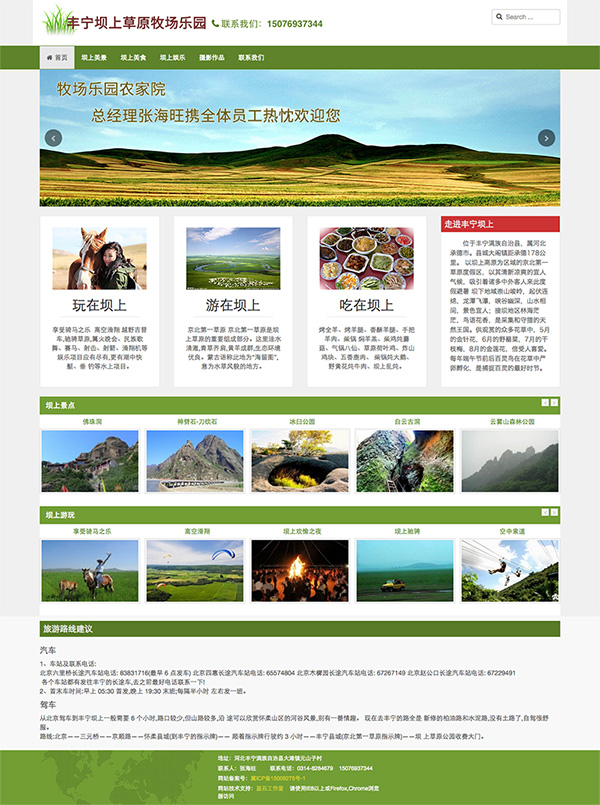 丰宁坝上草原牧场乐园 联系我们：15076937344
Search ...
首页 坝上美景 坝上美食 坝上娱乐 摄影作品 联系我们
牧场乐园农家院
总经理张海旺携全体员工热忱欢迎您
玩在坝上
享受骑马之乐 高空滑翔 越野吉普
车,驰骋草原,篝火晚会、民族歌
舞、赛马、射击、射箭、滑翔机等
娱乐项目应有尽有,更有湖中快
艇、垂 钓等水上项目。
游在坝上
京北第一草原 京北第一草原是坝
上草原的重要组成部分。这里滦水
清澈,青草齐肩,黄羊成群,生态环境
优良。蒙古语称此地为"海留图",
意为水草风貌的地方。
吃在坝上
烤全羊、烤羊腿、香酥羊腿、手把
羊肉、柴锅 焖羊羔、柴鸡炖蘑
菇、气锅八仙、草原荷叶鸡、炸山
鸡块、五香鹿肉、 柴锅炖大鹅、
野黄花炖牛肉、坝上乱炖。
走进丰宁坝上
位于丰宁满族自治县，属河北
承德市。县城大阁镇距承德178公
里。 以坝上高原为区域的京北第一
草原度假区，以其清新凉爽的宜人
气候，吸引着诸多中外客人来此度
假避暑 坝下地域崇山峻岭，起伏连
绵，龙潭飞瀑，峡谷幽深，山水相
间，景色宜人；接坝地区林海茫
茫，鸟语花香，是采集和守猎的天
然王国。供观赏的众多花草中，5月
的金针花，6月的野罂粟，7月的干
枝梅，8月的金莲花，倍受人喜爱。
每年端午节前后百灵鸟在花草中产
卵孵化，是捕捉百灵的最好时节。
坝上景点
佛珠洞 神劈石-刀纹石 冰臼公园 白云古洞 云雾山森林公园
坝上游玩
享受骑马之乐 高空滑翔 坝上欢愉之夜 坝上驰骋 空中索道
旅游路线建议
汽车
1、车站及联系电话:
北京六里桥长途汽车站电话: 83831716(最早 6 点发车) 北京四惠长途汽车站电话: 65574804 北京木樨园长途汽车站电话: 67267149 北京赵公口长途汽车站电话: 67229491
各个车站都有发往丰宁的长途车,去之前最好电话联系一下!
2、首末车时间:早上 05:30 首发,晚上 19:30 末班;每隔半小时 左右发一班。
驾车
从北京驾车到丰宁坝上一般需要 6 个小时,路口较少,但山路较多,沿 途可以欣赏怀柔山区的河谷风景,别有一番情趣。 现在去丰宁的路全是 新修的柏油路和水泥路,没有土路了,自驾很舒
服。
路线:北京——三元桥——京顺路——怀柔县城(到丰宁的指示牌)—— 顺着指示牌行驶约 3 小时——丰宁县城(京北第一草原指示牌)——坝 上草原公园收费大门。
地址：河北丰宁满族自治县大滩镇元山子村
联系人：张海旺 联系电话：0314-8284679 15076937344
网站备案号：冀ICP备15009275号-1
网站技术支持：蓝石工作室 请使用IE8以上或Firefox,Chrome浏览
器访问